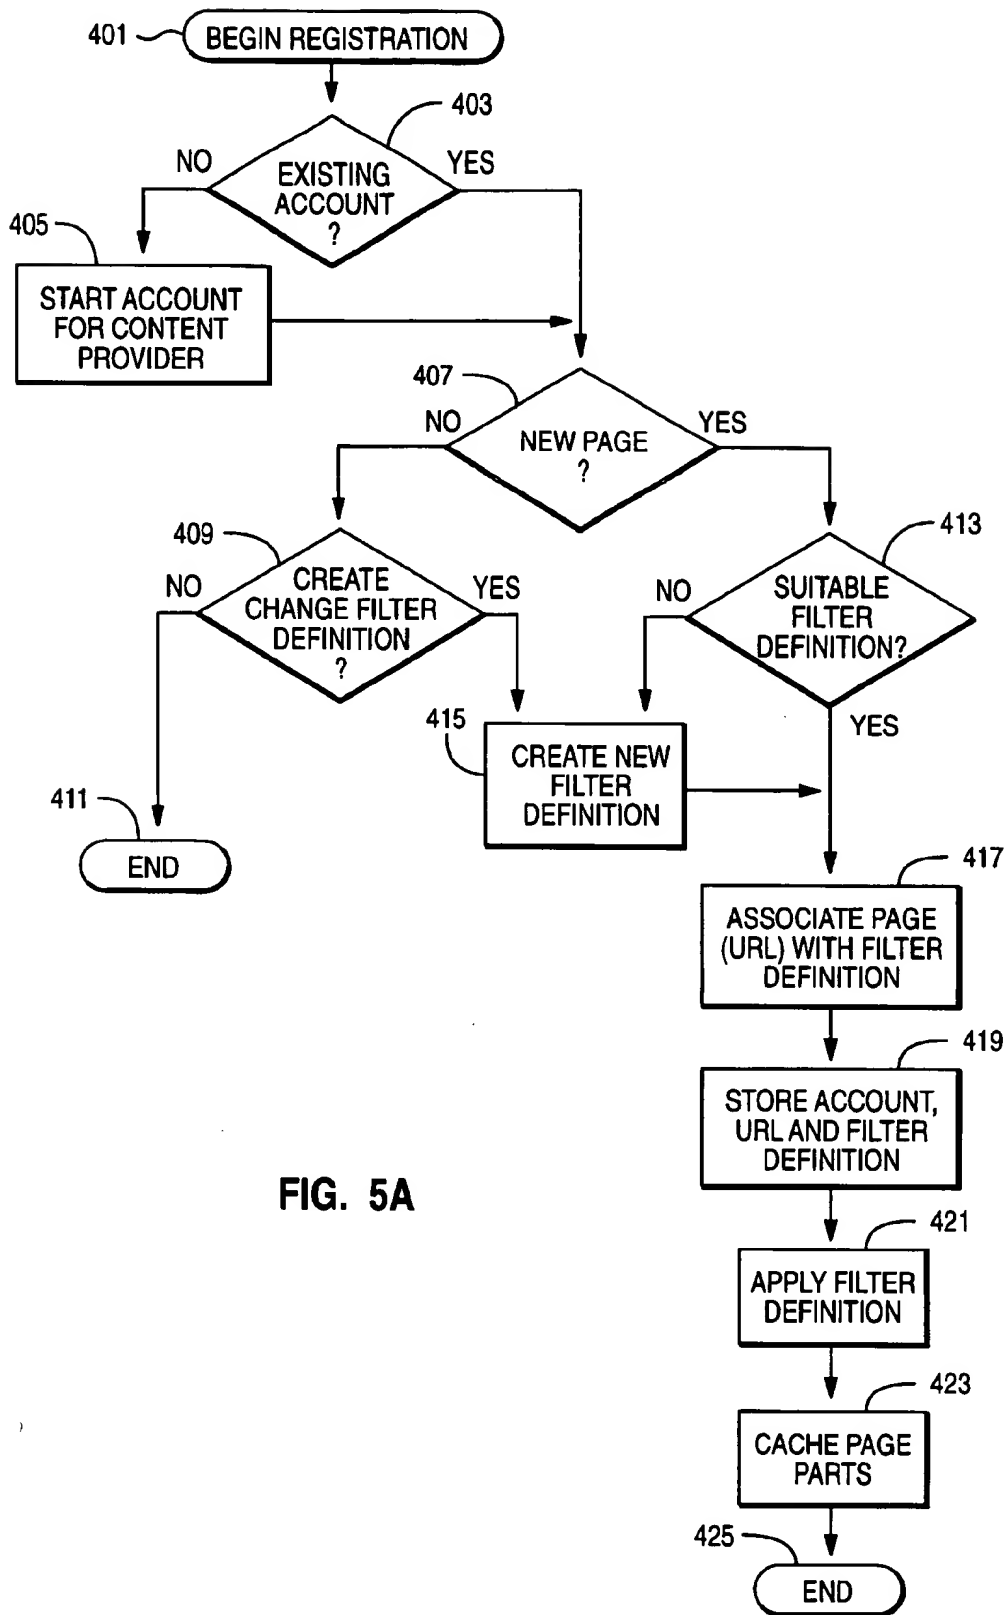 401
BEGIN REGISTRATION
403
NO
YES
EXISTING
ACCOUNT
?
405
START ACCOUNT
FOR CONTENT
PROVIDER
407
NO
YES
NEW PAGE
?
409
413
NO
CREATE
CHANGE FILTER
DEFINITION
?
YES
NO
SUITABLE
FILTER
DEFINITION?
415
YES
CREATE NEW
FILTER
DEFINITION
411
END
417
ASSOCIATE PAGE
(URL) WITH FILTER
DEFINITION
419
STORE ACCOUNT,
URL AND FILTER
DEFINITION
FIG. 5A
421
APPLY FILTER
DEFINITION
423
CACHE PAGE
PARTS
425
END